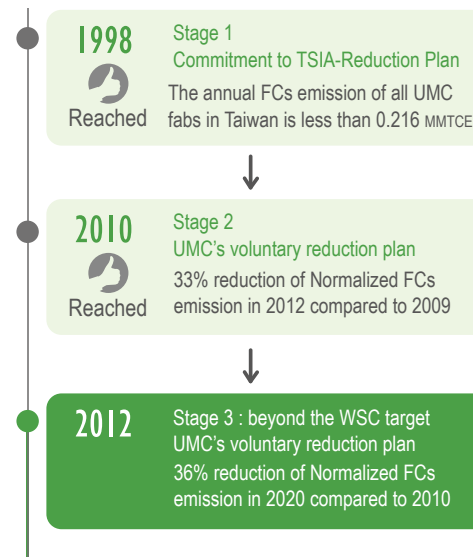 1998
Reached
Stage 1
Commitment to TSIA-Reduction Plan
The annual FCs emission of all UMC
fabs in Taiwan is less than 0.216 MMTCE
2010
Reached
Stage 2
UMC's voluntary reduction plan
33% reduction of Normalized FCs
emission in 2012 compared to 2009
2012
Stage 3 : beyond the WSC target
UMC's voluntary reduction plan
36% reduction of Normalized FCs
emission in 2020 compared to 2010